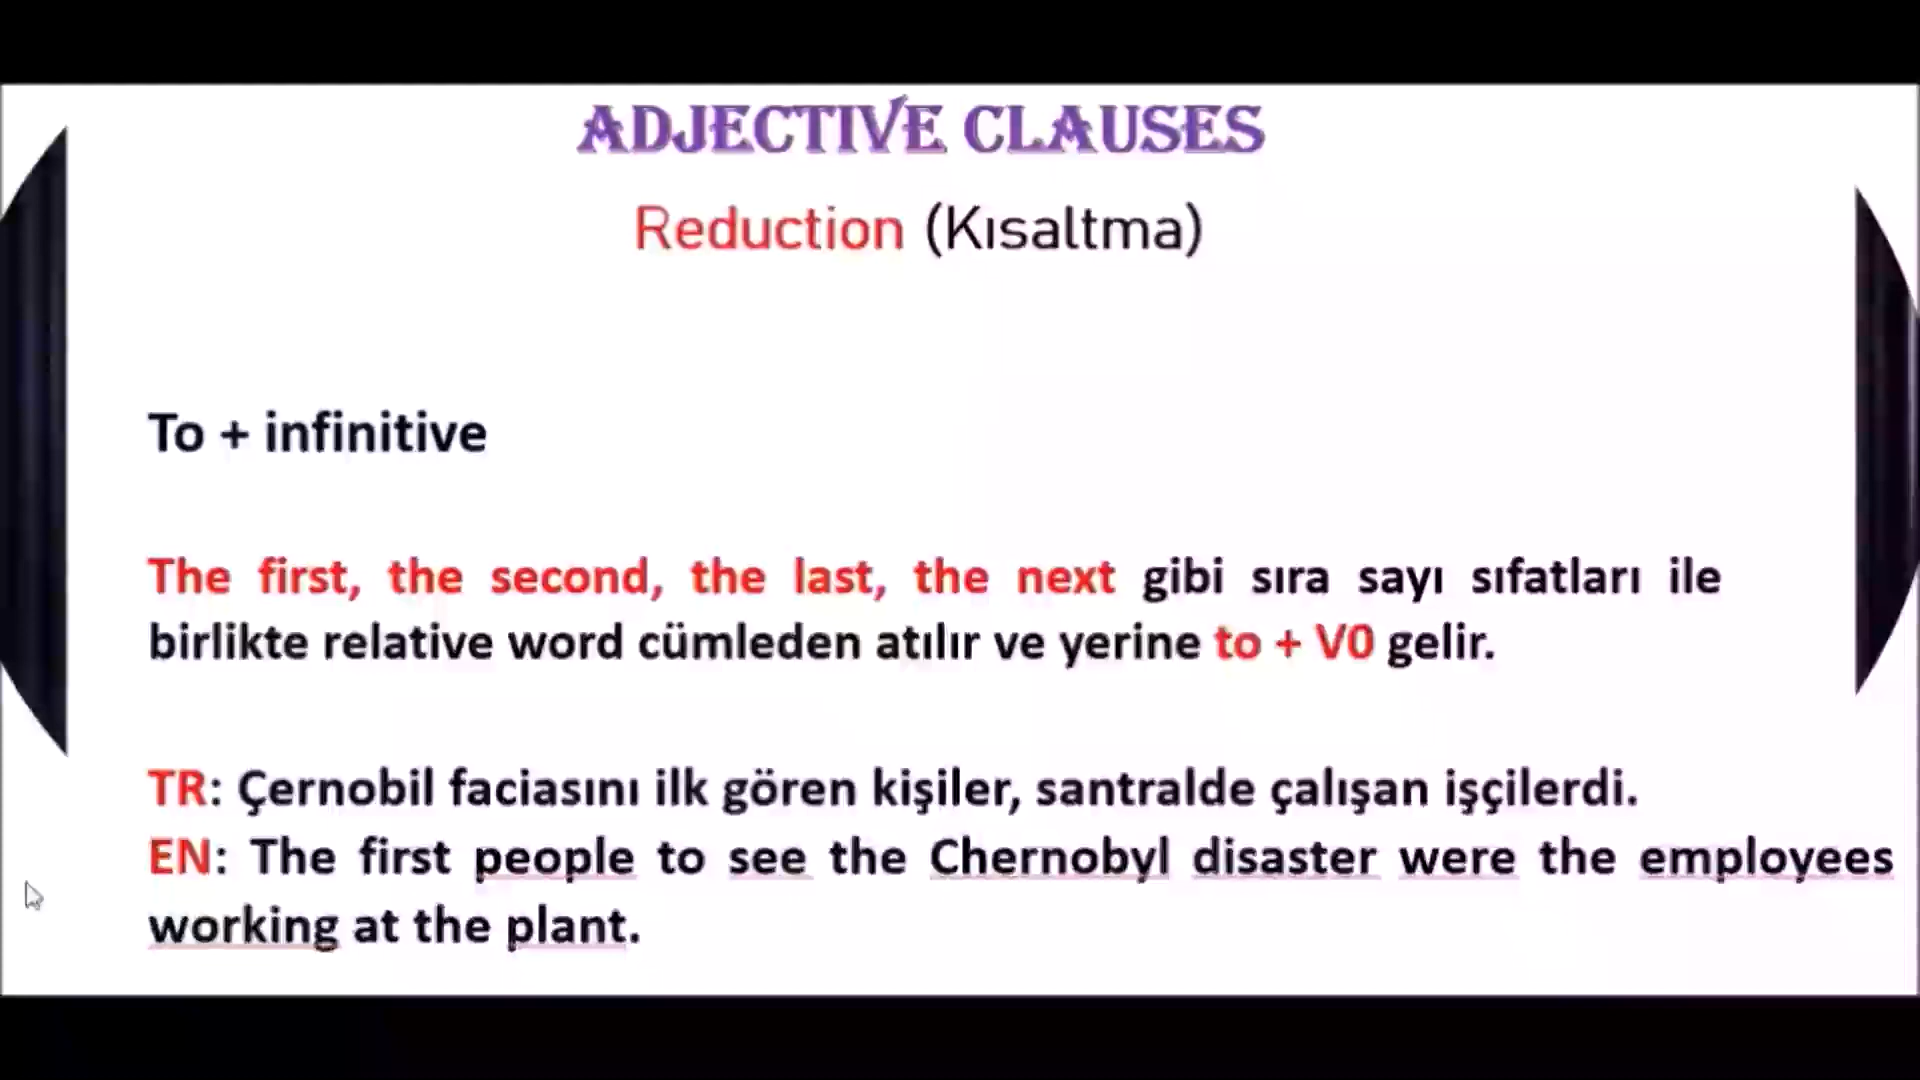 ADJECTIVE CLAUSES
Reduction (Kısaltma)
To + infinitive
The first, the second, the last, the next gibi sıra sayı sıfatları ile
birlikte relative word cümleden atılır ve yerine to + V0 gelir.
TR: Çernobil faciasını ilk gören kişiler, santralde çalışan işçilerdi.
EN: The first people to see the Chernobyl disaster were the employees
working at the plant.